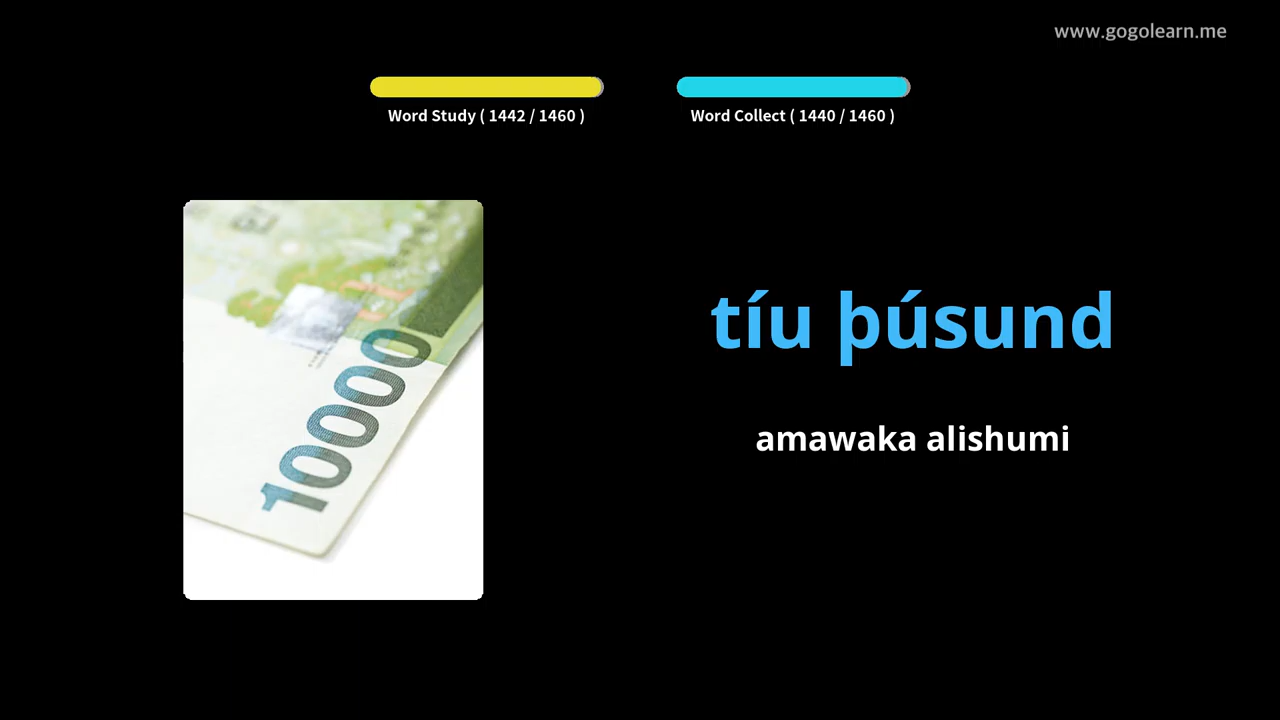 www.gogolearn.me
Word Study ( 1442 / 1460 )
Word Collect ( 1440 / 1460 )
10000
tíu þúsund
amawaka alishumi